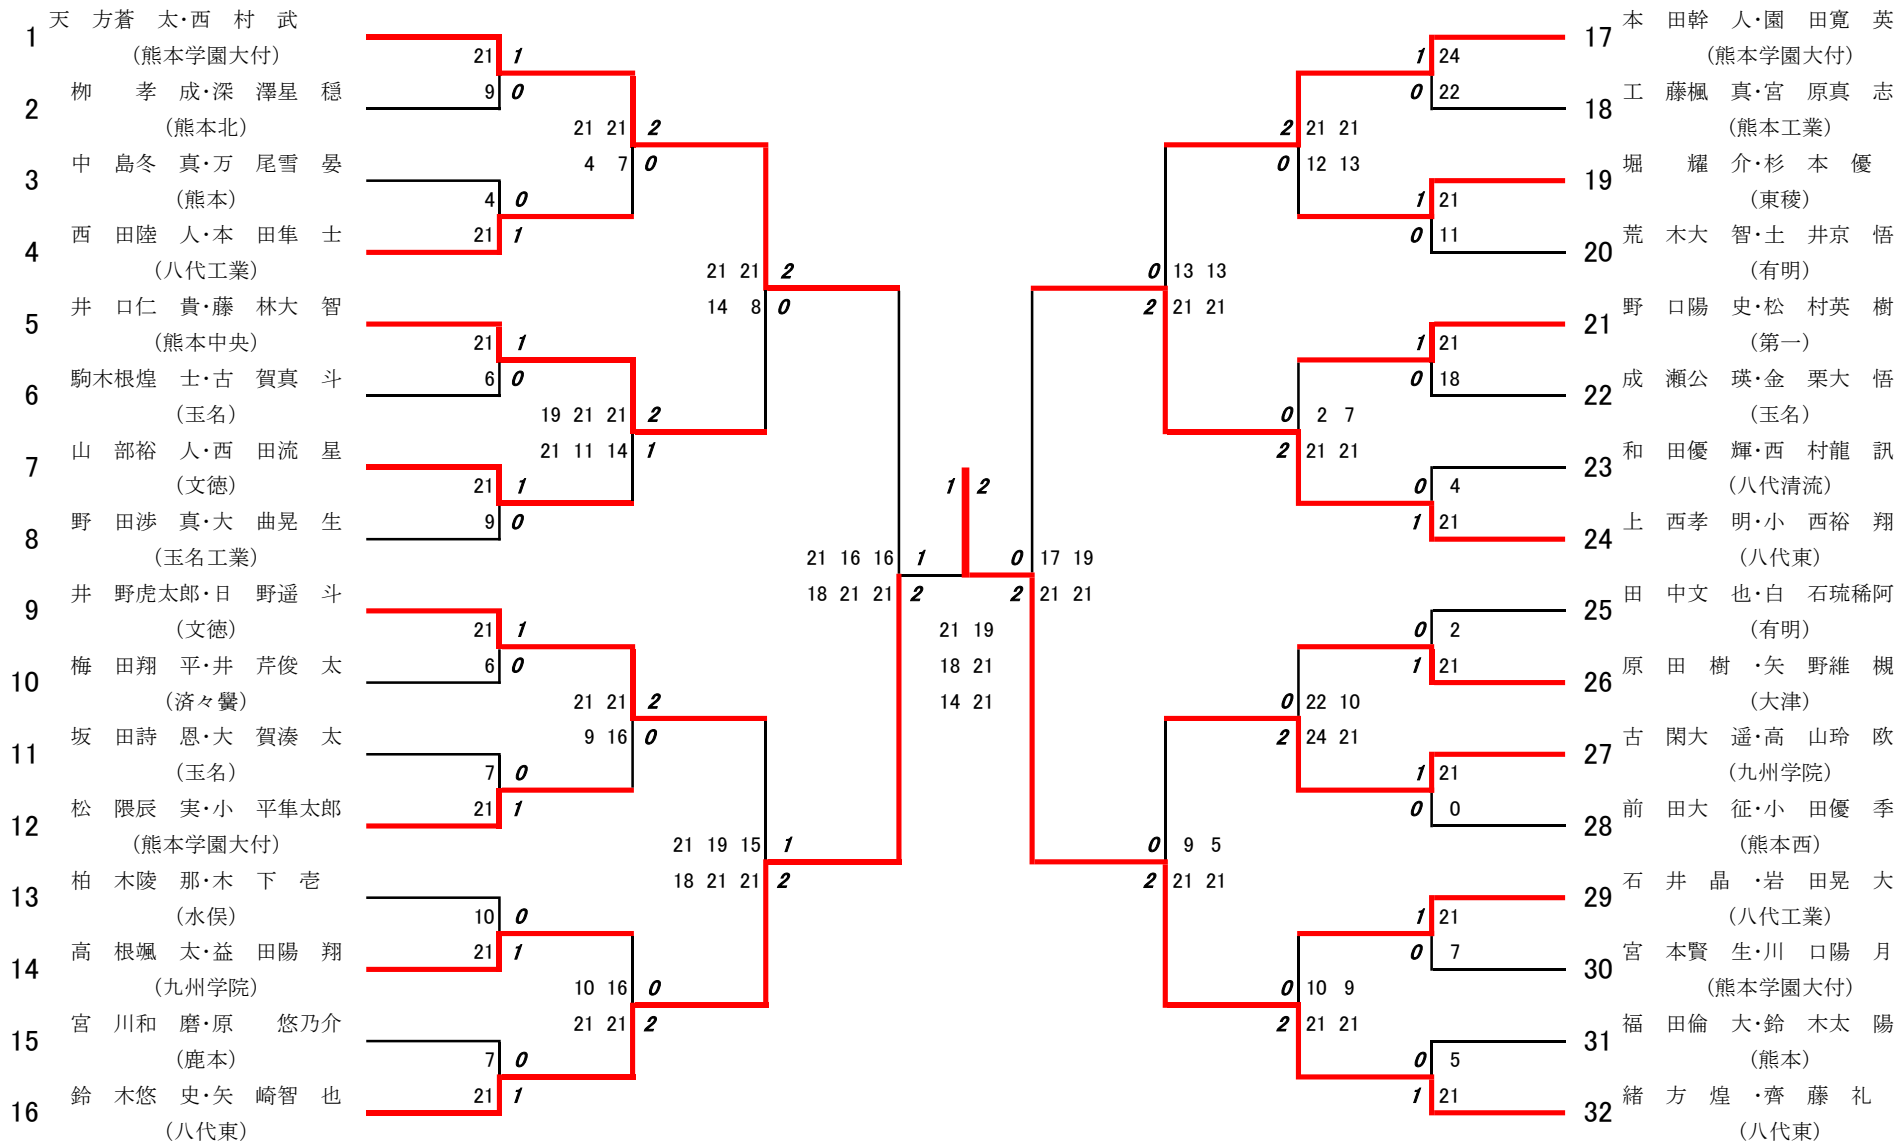 1 天 方蒼 太・西 村 武
(熊本学園大付)
2 栁 孝 成・深 澤星 穏
(熊本北)
3 中 島冬 真・万 尾雪 晏
(熊本)
4 西 田陸 人・本 田隼 士
(八代工業)
5 井 口仁 貴・藤 林大 智
(熊本中央)
6 駒木根煌 士・古 賀真 斗
(玉名)
7 山 部裕 人・西 田流 星
(文徳)
8 野 田渉 真・大 曲晃 生
(玉名工業)
9 井 野虎太郎・日 野遥 斗
(文徳)
10 梅 田翔 平・井 芹俊 太
(済々黌)
11 坂 田詩 恩・大 賀湊 太
(玉名)
12 松 隈辰 実・小 平隼太郎
(熊本学園大付)
13 柏 木陵 那・木 下 壱
(水俣)
14 高 根颯 太・益 田陽 翔
(九州学院)
15 宮 川和 磨・原 悠乃介
(鹿本)
16 鈴 木悠 史・矢 崎智 也
(八代東)
21 1
9 0
4 0
21 1
21 1
6 0
21 1
9 0
21 1
6 0
7 0
21 1
10 0
21 1
7 0
21 1
21 21 2
4 7 0
19 21 21 2
21 11 14 1
21 21 2
9 16 0
10 16 0
21 21 2
21 21 2
14 8 0
21 19 15 1
18 21 21 2
21 16 16 1
18 21 21 2
1 2
21 19
18 21
14 21
0 17 19
2 21 21
0 13 13
2 21 21
0 9 5
2 21 21
2 21 21
0 12 13
0 2 7
2 21 21
0 22 10
2 24 21
0 10 9
2 21 21
1 24
0 22
1 21
0 11
1 21
0 18
0 4
1 21
0 2
1 21
1 21
0 0
1 21
0 7
0 5
1 21
17 本 田幹 人・園 田寛 英
(熊本学園大付)
18 工 藤楓 真・宮 原真 志
(熊本工業)
19 堀 耀 介・杉 本 優
(東稜)
20 荒 木大 智・土 井京 悟
(有明)
21 野 口陽 史・松 村英 樹
(第一)
22 成 瀬公 瑛・金 栗大 悟
(玉名)
23 和 田優 輝・西 村龍 訊
(八代清流)
24 上 西孝 明・小 西裕 翔
(八代東)
25 田 中文 也・白 石琉稀阿
(有明)
26 原 田 樹 ・矢 野維 槻
(大津)
27 古 閑大 遥・高 山玲 欧
(九州学院)
28 前 田大 征・小 田優 季
(熊本西)
29 石 井 晶 ・岩 田晃 大
(八代工業)
30 宮 本賢 生・川 口陽 月
(熊本学園大付)
31 福 田倫 大・鈴 木太 陽
(熊本)
32 緒 方 煌 ・齊 藤 礼
(八代東)